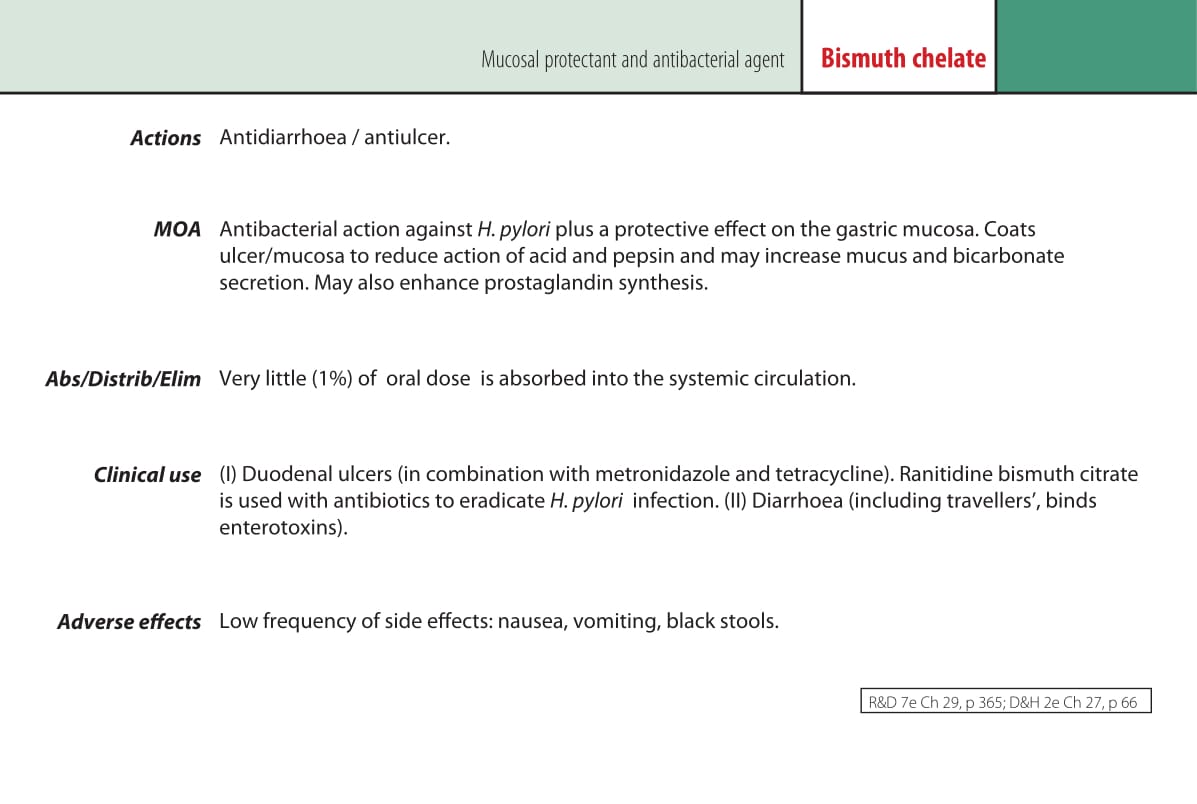 Mucosal protectant and antibacterial agent Bismuth chelate
Actions Antidiarrhoea / antiulcer.
MOA Antibacterial action against H. pylori plus a protective effect on the gastric mucosa. Coats
ulcer/mucosa to reduce action of acid and pepsin and may increase mucus and bicarbonate
secretion. May also enhance prostaglandin synthesis.
Abs/Distrib/Elim Very little (1%) of oral dose is absorbed into the systemic circulation.
Clinical use (I) Duodenal ulcers (in combination with metronidazole and tetracycline). Ranitidine bismuth citrate
is used with antibiotics to eradicate H. pylori infection. (II) Diarrhoea (including travellers’, binds
enterotoxins).
Adverse effects Low frequency of side effects: nausea, vomiting, black stools.
R&D 7e Ch 29, p 365; D&H 2e Ch 27, p 66